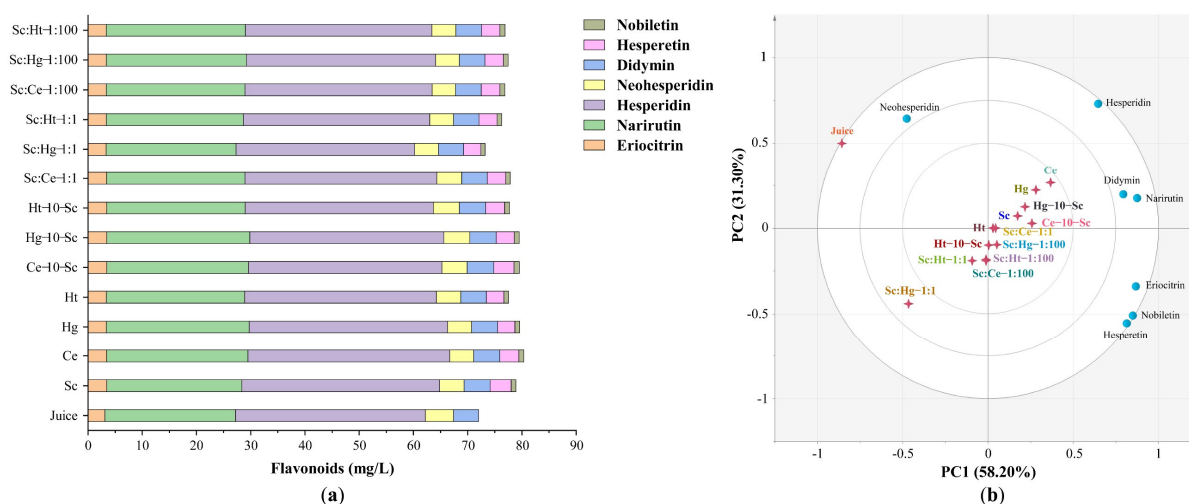 Sc:Ht-1:100
Sc:Hg-1:100
Sc:Ce-1:100
Sc:Ht-1:1
Sc:Hg-1:1
Sc:Ce-1:1
Ht-10-Sc
Hg-10-Sc
Ce-10-Sc
Ht
Hg
Ce
Sc
Juice
0 10 20 30 40 50 60 70 80 90
Flavonoids (mg/L)
(a)
Nobiletin
Hesperetin
Didymin
Neohesperidin
Hesperidin
Narirutin
Eriocitrin
PC2 (31.30%)
1
0.5
0
-0.5
-1
Neohesperidin
Hesperidin
Juice
Ce
Didymin
Hg
Narirutin
Hg-10-Sc
Sc
Ce-10-Sc
Ht
Sc:Ce-1:1
Ht-10-Sc
Sc:Hg-1:100
Sc:Ht-1:1
Sc:Ht-1:100
Sc:Ce-1:100
Eriocitrin
Sc:Hg-1:1
Nobiletin
Hesperetin
-1 -0.5 0 0.5 1
PC1 (58.20%)
(b)